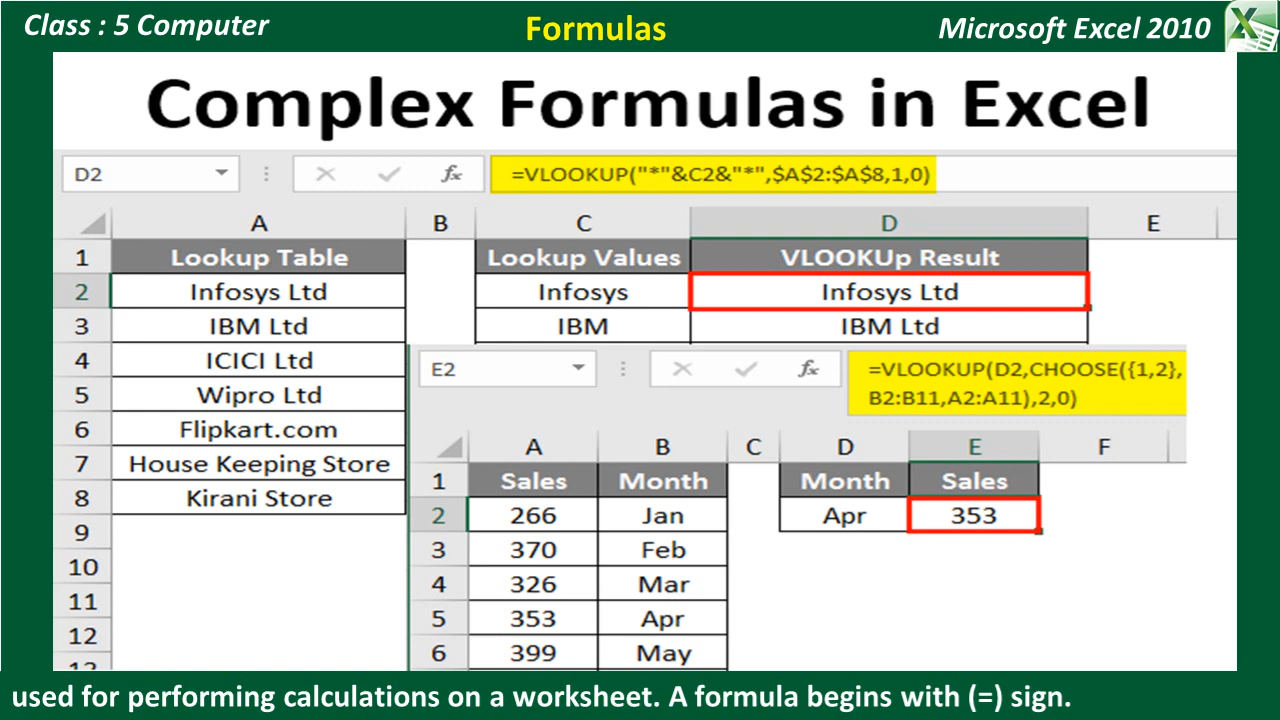 Class : 5 Computer Formulas Microsoft Excel 2010
Complex Formulas in Excel
D2 fx =VLOOKUP("*"&C2&"*",$A$2:$A$8,1,0)
A B C D E
1 Lookup Table Lookup Values VLOOKUp Result
2 Infosys Ltd Infosys Infosys Ltd
3 IBM Ltd IBM IBM Ltd
4 ICICI Ltd
5 Wipro Ltd
6 Flipkart.com
7 House Keeping Store
8 Kirani Store
9
10
11
12
E2 fx =VLOOKUP(D2,CHOOSE({1,2},
B2:B11,A2:A11),2,0)
A B C D E F
1 Sales Month Month Sales
2 266 Jan Apr 353
3 370 Feb
4 326 Mar
5 353 Apr
6 399 May
used for performing calculations on a worksheet. A formula begins with (=) sign.